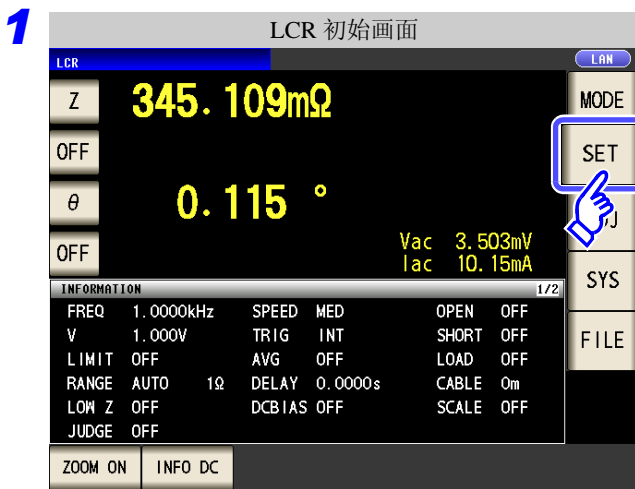 1
LCR 初始画面
LCR
LAN
Z 345.109mΩ
MODE
OFF
SET
θ 0.115 °
OFF
Vac 3.503mV
Iac 10.15mA
SYS
INFORMATION 1/2
FREQ 1.0000kHz SPEED MED OPEN OFF
V 1.000V TRIG INT SHORT OFF
FILE
LIMIT OFF AVG OFF LOAD OFF
RANGE AUTO 1Ω DELAY 0.0000s CABLE 0m
LOW Z OFF DCBIAS OFF SCALE OFF
JUDGE OFF
ZOOM ON INFO DC